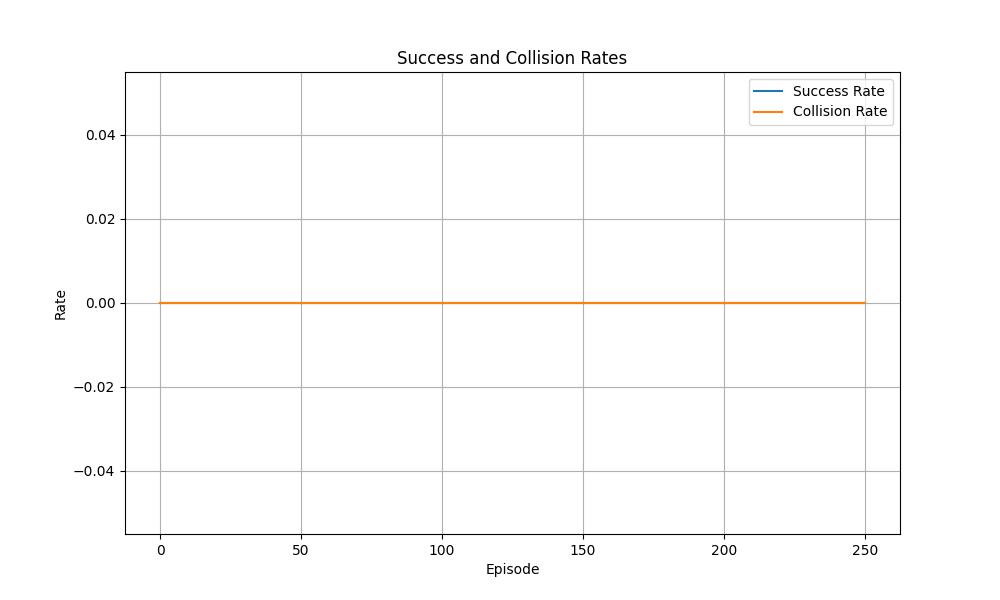 Success and Collision Rates
Success Rate
Collision Rate
0.04
0.02
0.00
−0.02
−0.04
Rate
0 50 100 150 200 250
Episode